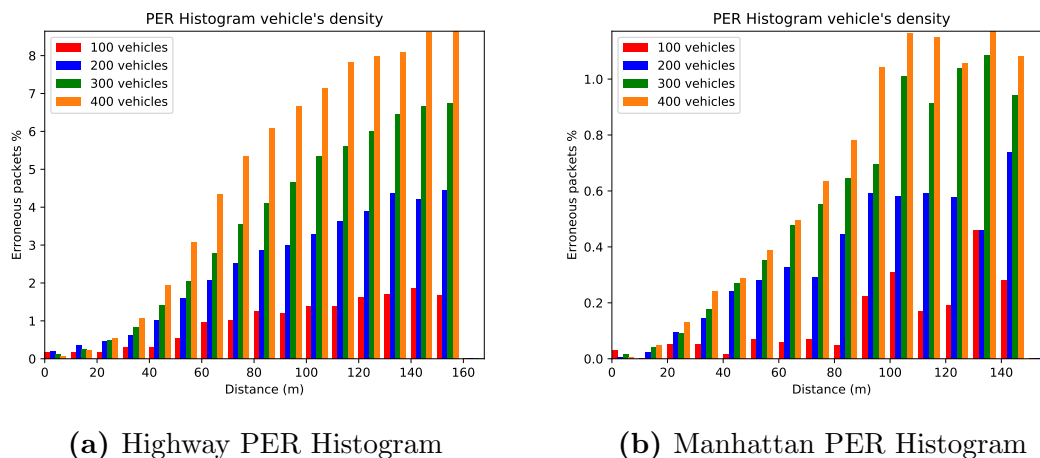 PER Histogram vehicle's density
100 vehicles
200 vehicles
300 vehicles
400 vehicles
Erroneous packets %
8
7
6
5
4
3
2
1
0
0 20 40 60 80 100 120 140 160
Distance (m)
(a) Highway PER Histogram
PER Histogram vehicle's density
100 vehicles
200 vehicles
300 vehicles
400 vehicles
Erroneous packets %
1.0
0.8
0.6
0.4
0.2
0.0
0 20 40 60 80 100 120 140
Distance (m)
(b) Manhattan PER Histogram